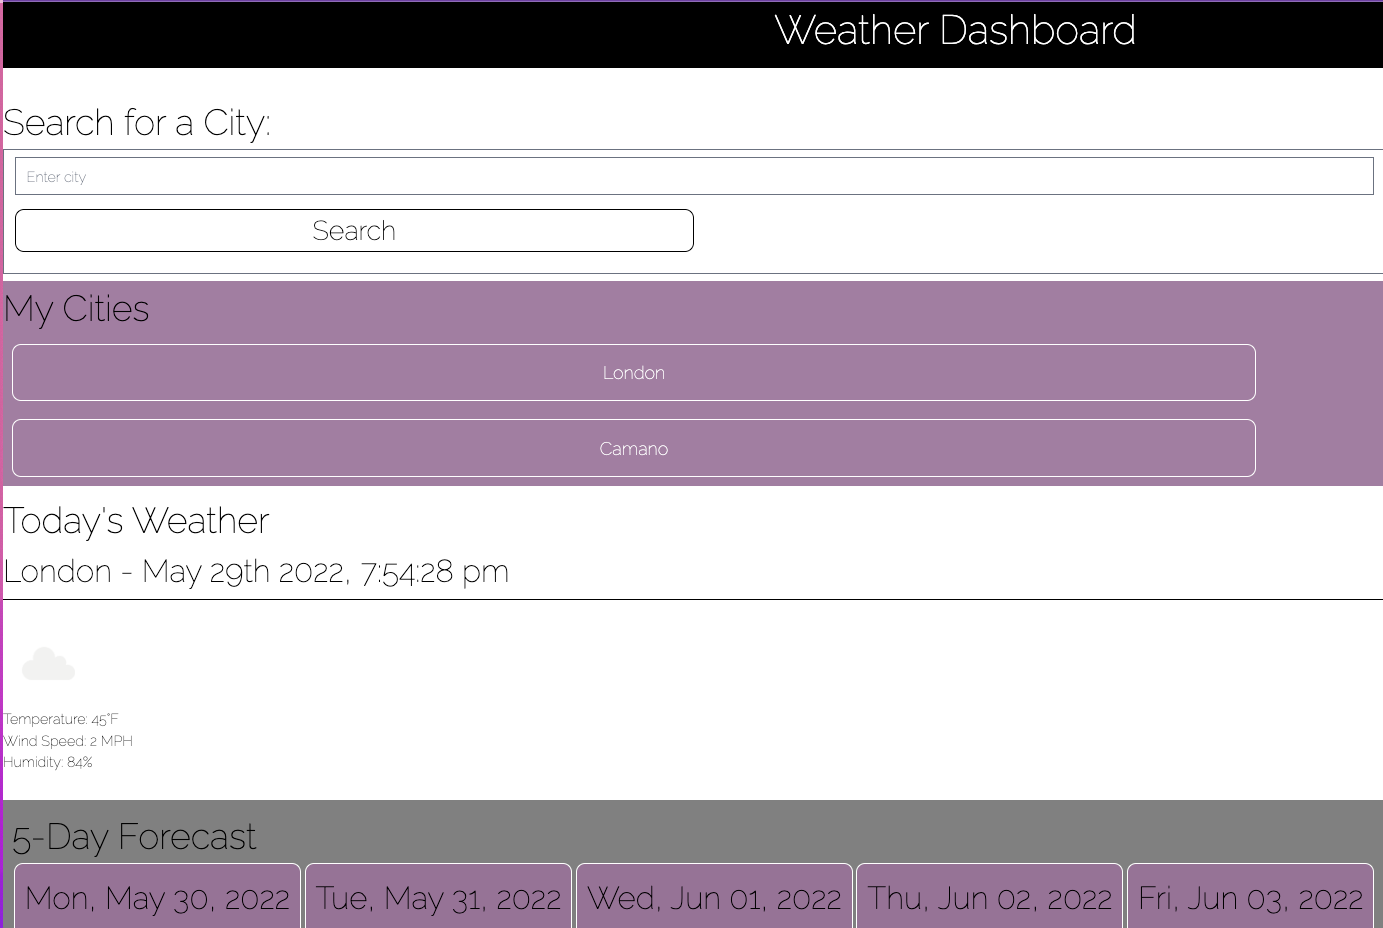 Weather Dashboard
Search for a City:
Enter city
Search
My Cities
London
Camano
Today's Weather
London - May 29th 2022, 7:54:28 pm
Temperature: 45°F
Wind Speed: 2 MPH
Humidity: 84%
5-Day Forecast
Mon, May 30, 2022
Tue, May 31, 2022
Wed, Jun 01, 2022
Thu, Jun 02, 2022
Fri, Jun 03, 2022